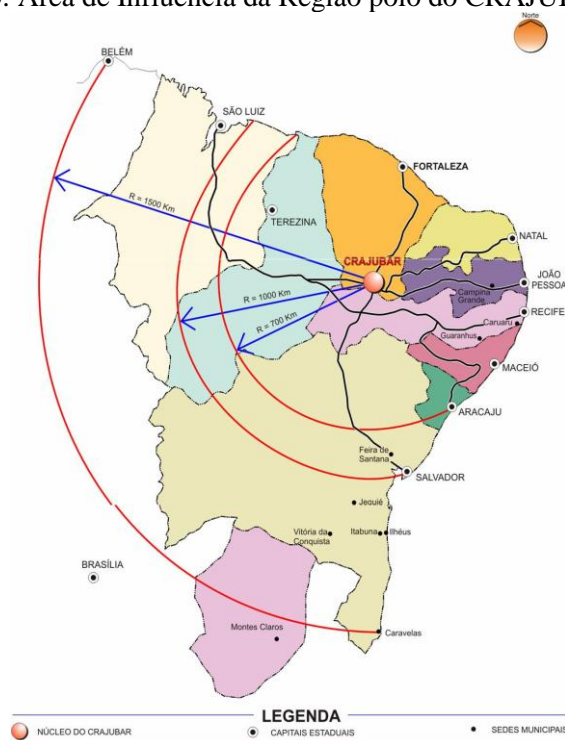 Área de Influência da Região pólo do
Norte
BELÉM
SÃO LUIZ
FORTALEZA
R = 1500 Km
TEREZINA
NATAL
CRAJUBAR
JOÃO
PESSOA
Campina
Grande
R = 1000 Km
RECIFE
Caruaru
R = 700 Km
Guaranhus
MACEIÓ
ARACAJU
Feira de
Santana
SALVADOR
Jequié
Vitória da
Conquista
Itabuna
Ilhéus
BRASÍLIA
Montes Claros
Caravelas
LEGENDA
NÚCLEO DO CRAJUBAR
CAPITAIS ESTADUAIS
SEDES MUNICIPAIS